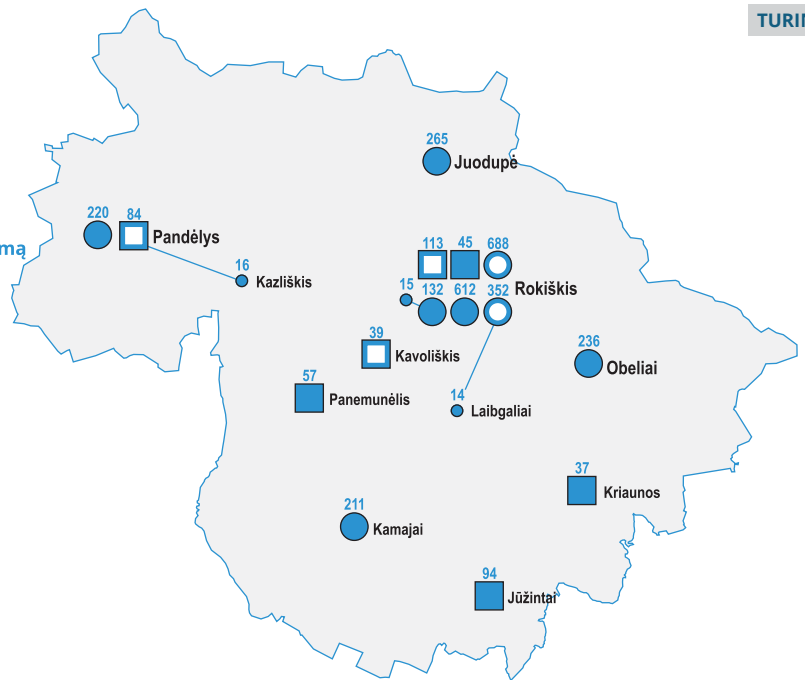 TURIN
265
Juodupė
220
84
Pandėlys
mą
16
Kazliškis
113
45
688
Rokiškis
15
132
612
352
39
Kavoliškis
236
Obeliai
57
Panemunėlis
14
Laibgaliai
37
Kriaunos
211
Kamajai
94
Jūžintai